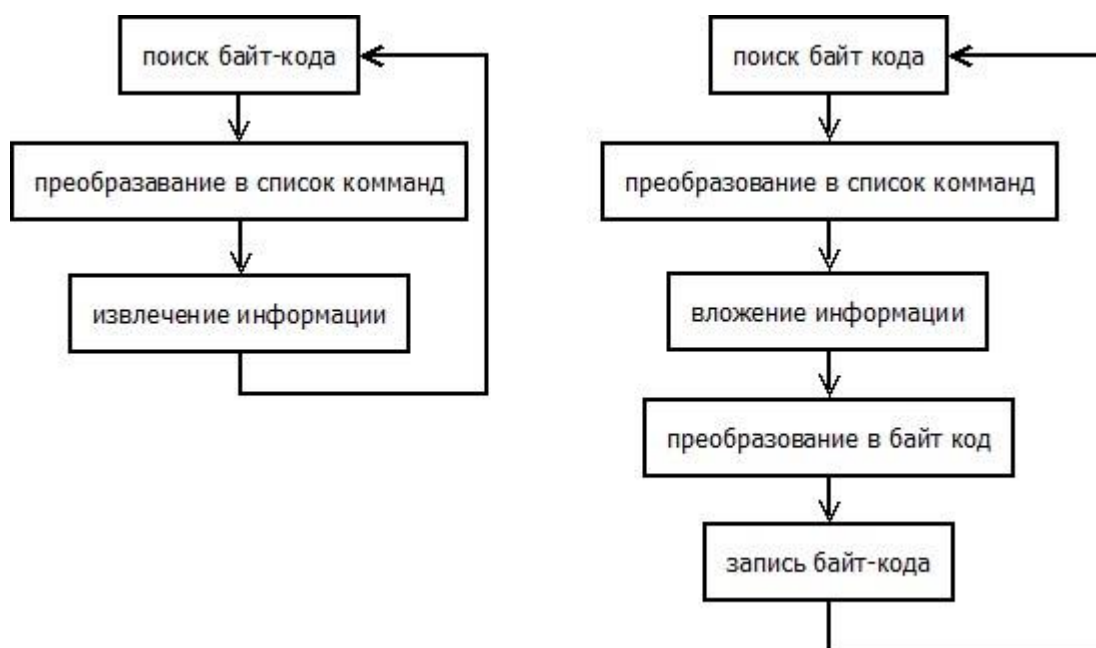 поиск байт-кода
преобразавание в список комманд
извлечение информации
поиск байт кода
преобразование в список комманд
вложение информации
преобразование в байт код
запись байт-кода